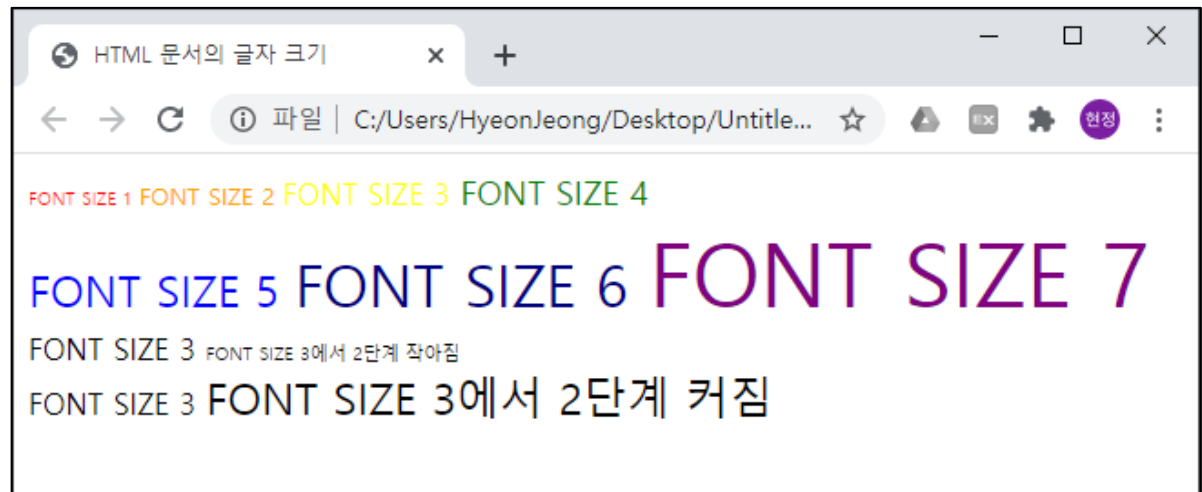 HTML 문서의 글자 크기
파일 | C:/Users/HyeonJeong/Desktop/Untitle...
EX
현정
FONT SIZE 1 FONT SIZE 2 FONT SIZE 3 FONT SIZE 4
FONT SIZE 5 FONT SIZE 6 FONT SIZE 7
FONT SIZE 3 FONT SIZE 3에서 2단계 작아짐
FONT SIZE 3 FONT SIZE 3에서 2단계 커짐